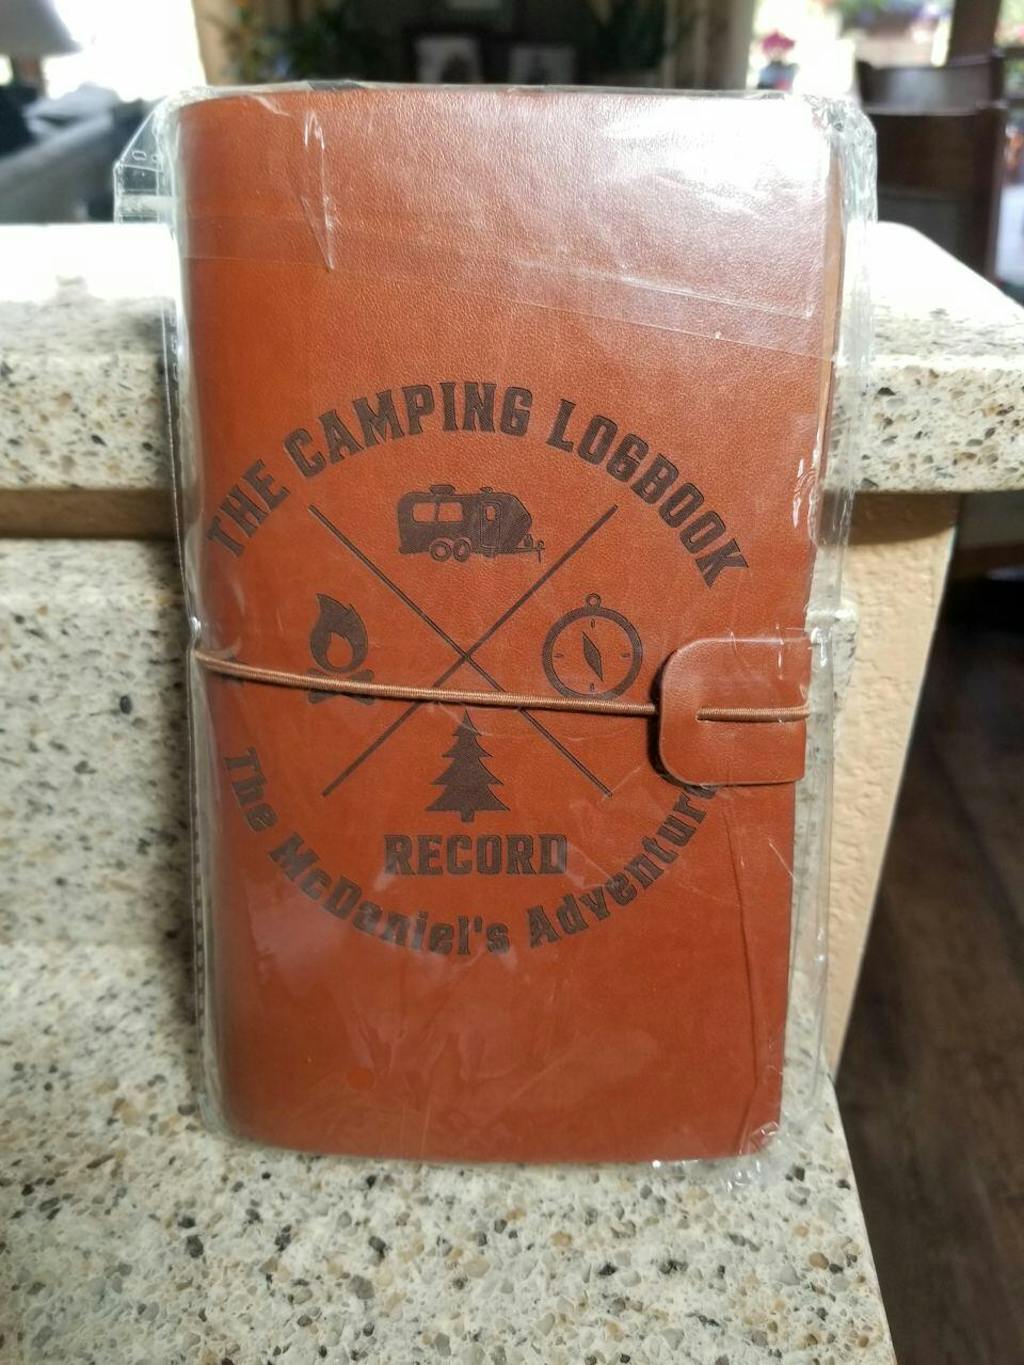 THE CAMPING LOGBOOK
RECORD
The McDaniel's Adventure